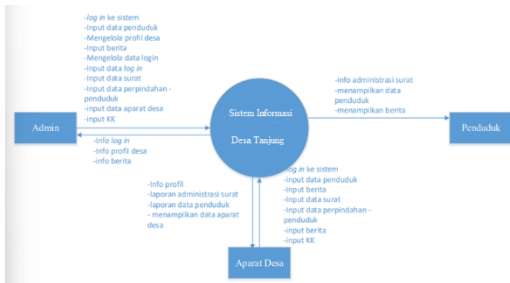 -log in ke sistem
-Input data penduduk
-Mengelola profil desa
-Input berita
-Mengelola data login
-Input data log in
-Input data surat
-Input data perpindahan -
penduduk
-input data aparat desa
-input KK
Admin
-Info log in
-Info profil desa
-info berita
Sistem Informasi
Desa Tanjung
-info administrasi surat
-menampilkan data
penduduk
-menampilkan berita
Penduduk
-Info profil
-laporan administrasi surat
-laporan data penduduk
- menampilkan data aparat
desa
-log in ke sistem
-input data penduduk
-Input berita
-Input data surat
-Input data perpindahan -
penduduk
-input berita
-input KK
Aparat Desa